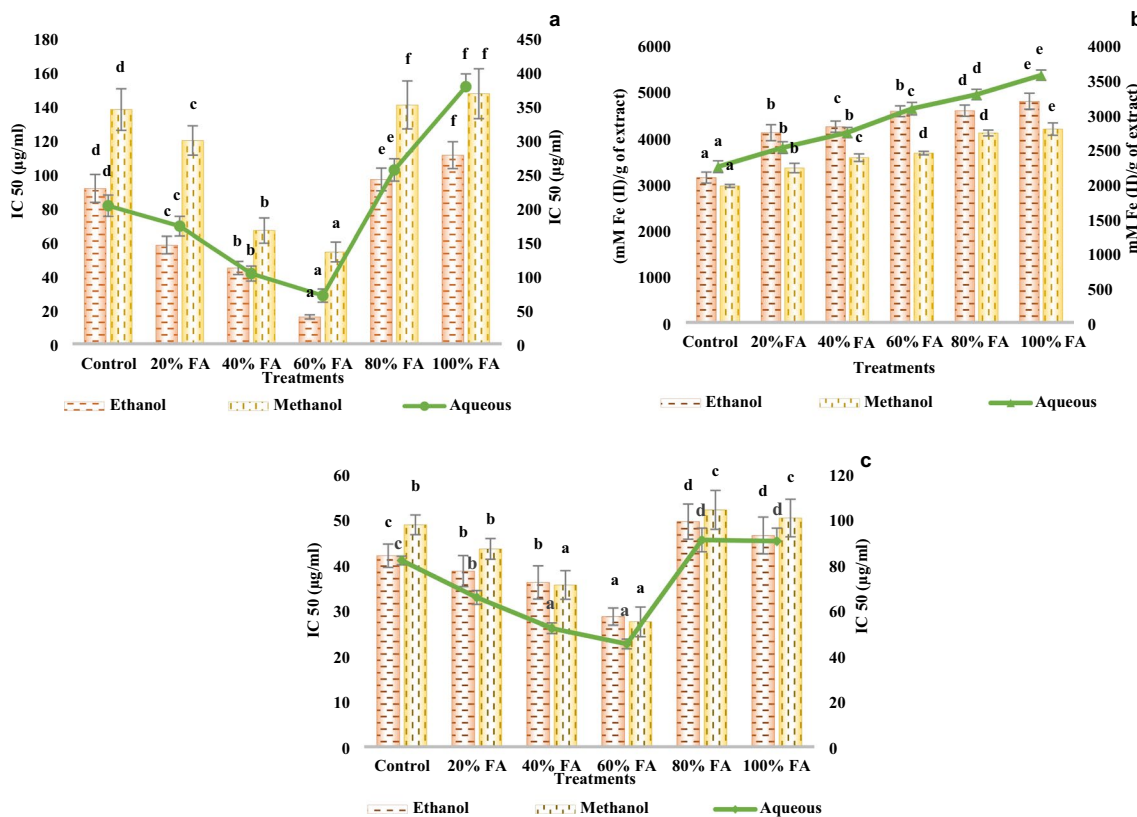 a
180
160
140
120
100
80
60
40
20
0
IC 50 (µg/ml)
450
400
350
300
250
200
150
100
50
0
IC 50 (µg/ml)
d d d
c c c
b b b
a a a
e e f
f f f
Control 20% FA 40% FA 60% FA 80% FA 100% FA
Treatments
Ethanol Methanol Aqueous
b
6000
5000
4000
3000
2000
1000
0
(mM Fe (II)/g of extract)
4000
3500
3000
2500
2000
1500
1000
500
0
mM Fe (II)/g of extract)
a a a
b b b
c b c
b c d
d d d
e e e
Control 20% FA 40% FA 60% FA 80% FA 100% FA
Treatments
Ethanol Methanol Aqueous
c
60
50
40
30
20
10
0
IC 50 (µg/ml)
120
100
80
60
40
20
0
IC 50 (µg/ml)
c c b
b b b
b a a
a a a
d d c
d d c
Control 20% FA 40% FA 60% FA 80% FA 100% FA
Treatments
Ethanol Methanol Aqueous